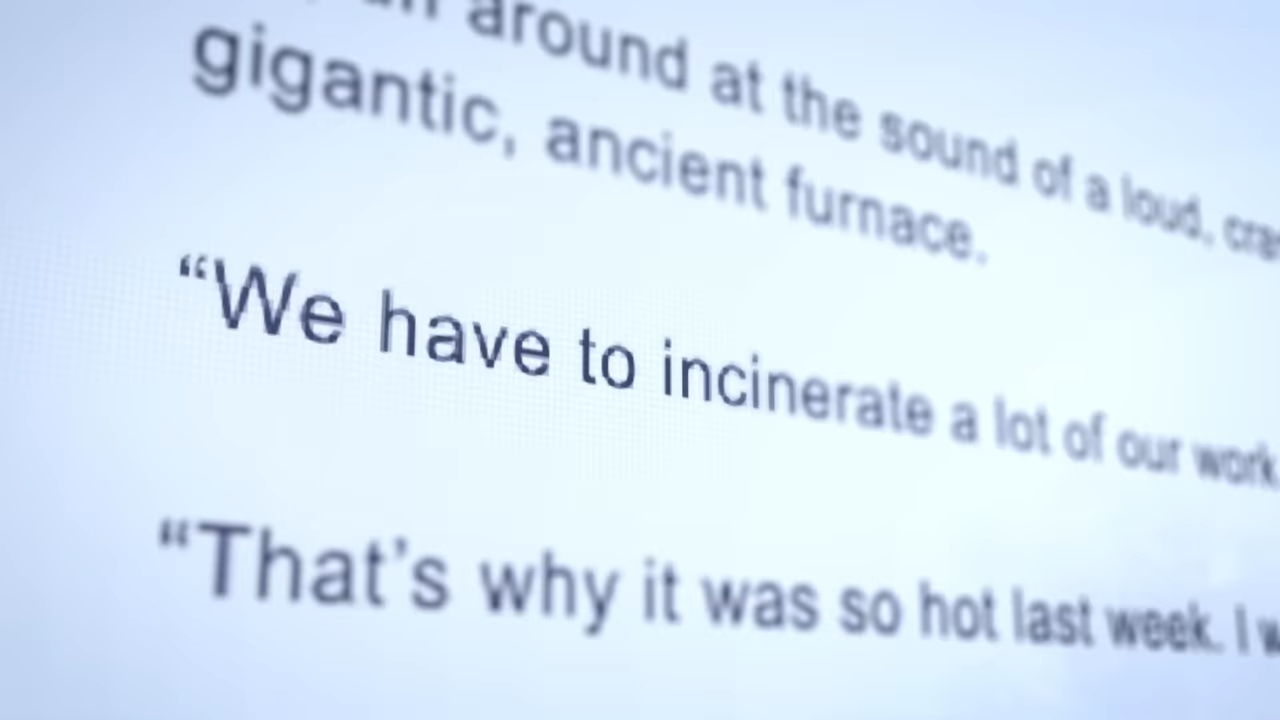 around at the sound of a loud,
gigantic, ancient furnace.
“We have to incinerate a lot of our work
“That’s why it was so hot last week. I